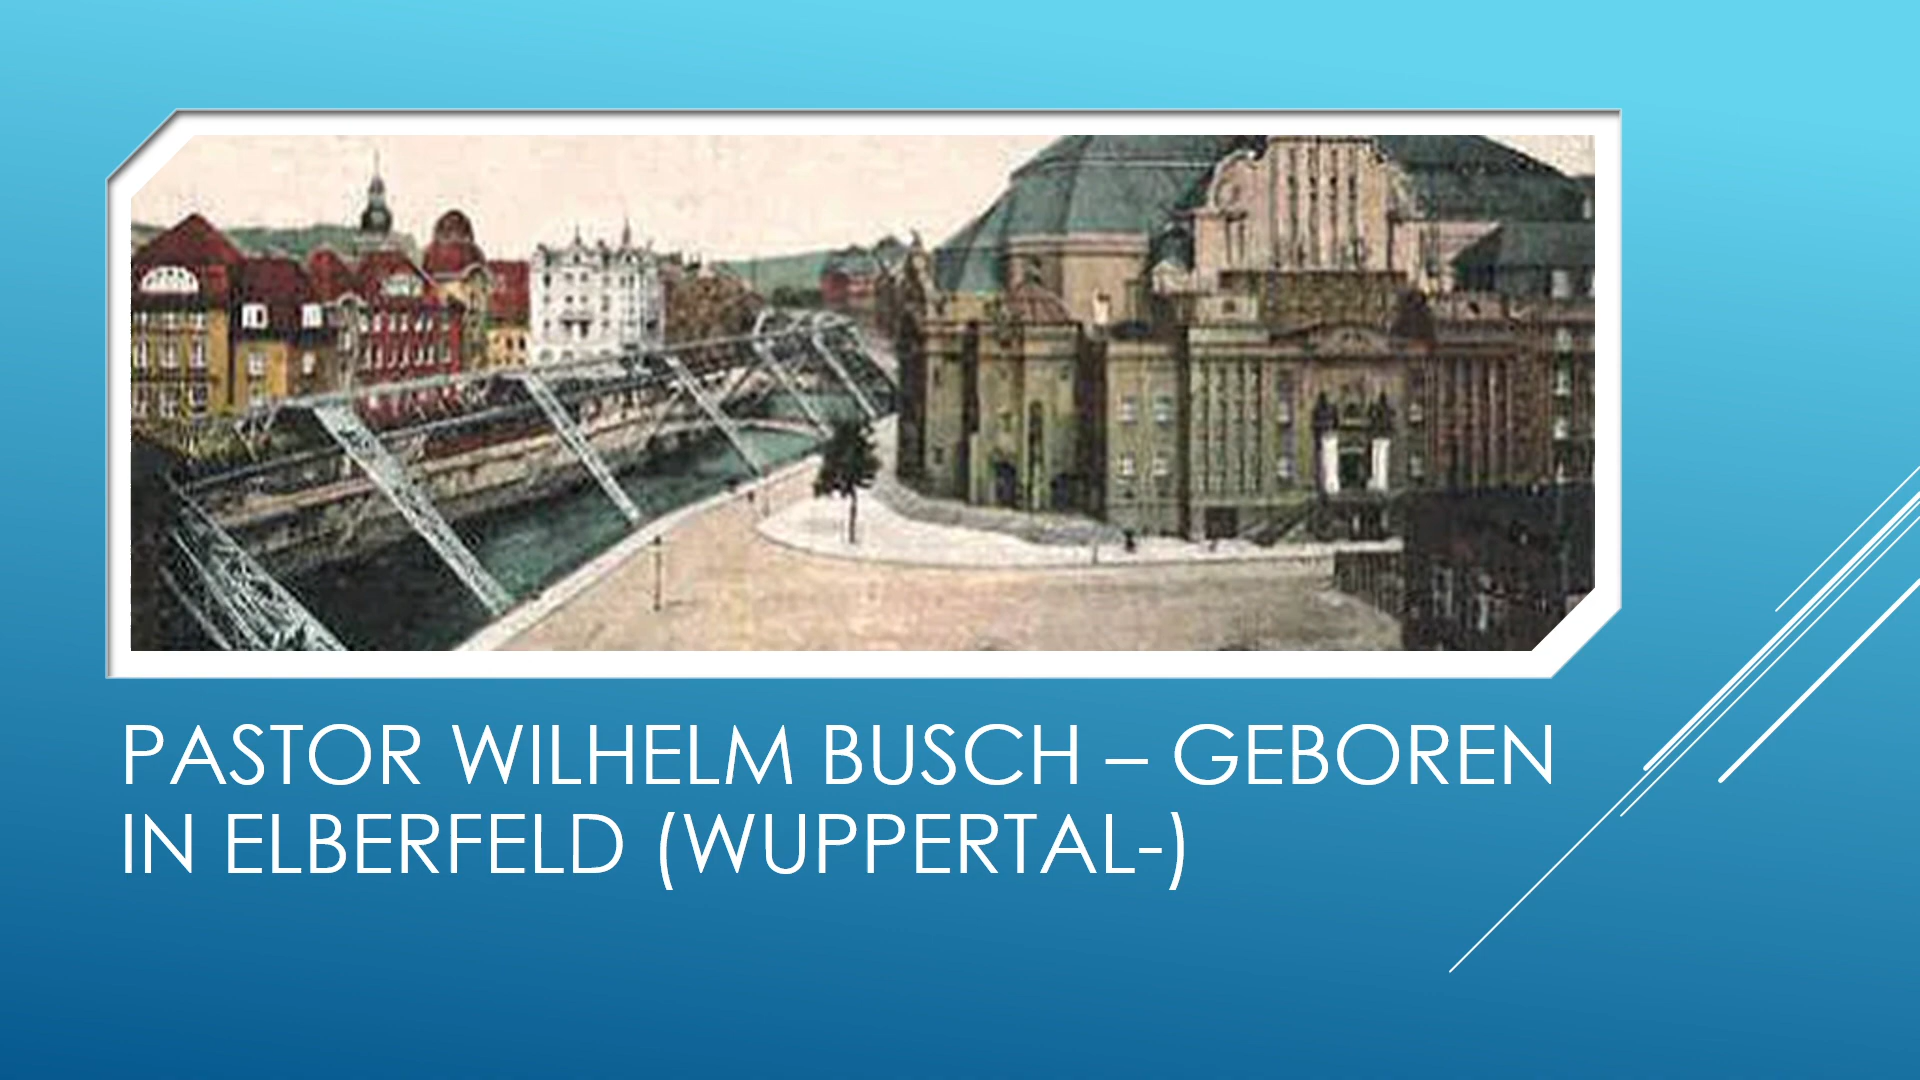 PASTOR WILHELM BUSCH – GEBOREN
IN ELBERFELD (WUPPERTAL-)